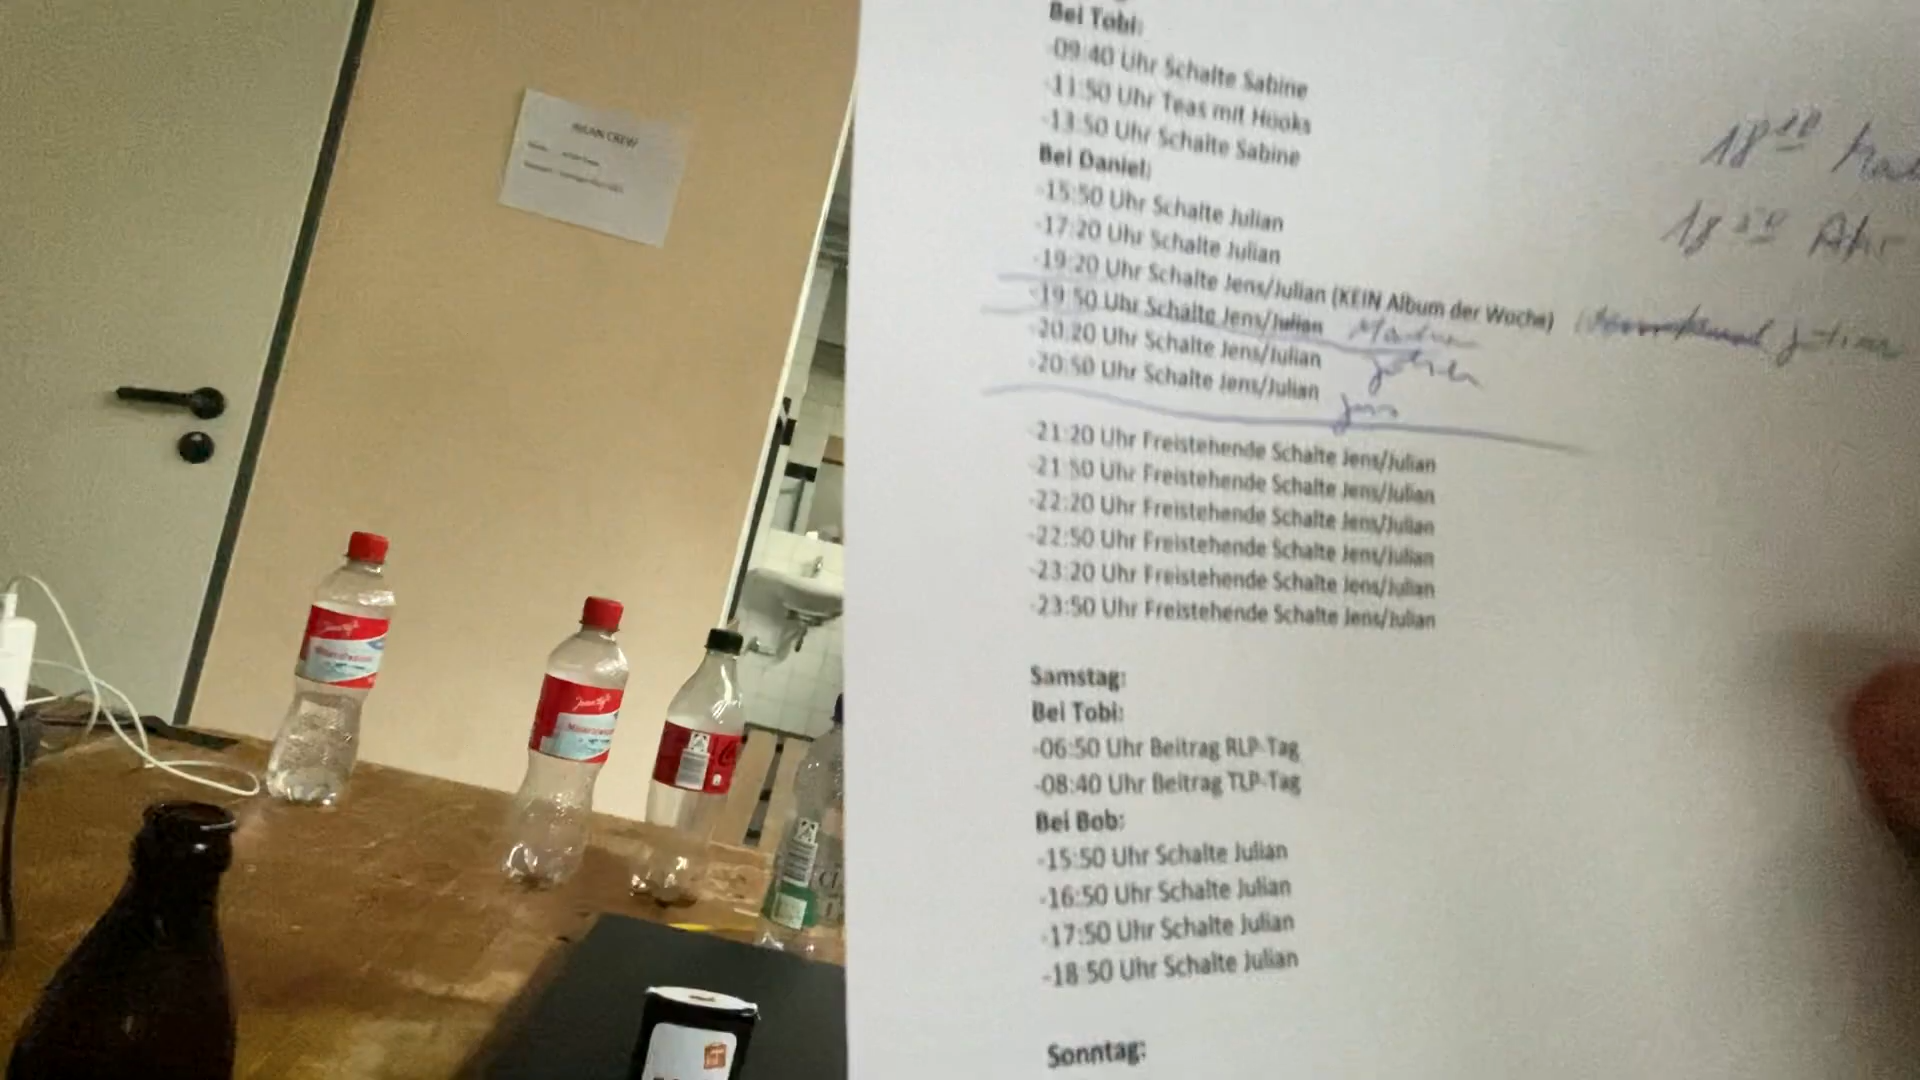 Bei Tobi:
-09:40 Uhr Schalte Sabine
-11:50 Uhr Teas mit Hooks
-13:50 Uhr Schalte Sabine
Bei Daniel:
-15:50 Uhr Schalte Julian
-17:20 Uhr Schalte Julian
-19:20 Uhr Schalte Jens/Julian (KEIN Album der Woche)
-19:50 Uhr Schalte Jens/Julian
-20:20 Uhr Schalte Jens/Julian
-20:50 Uhr Schalte Jens/Julian
Jens
-21:20 Uhr Freistehende Schalte Jens/Julian
-21:50 Uhr Freistehende Schalte Jens/Julian
-22:20 Uhr Freistehende Schalte Jens/Julian
-22:50 Uhr Freistehende Schalte Jens/Julian
-23:20 Uhr Freistehende Schalte Jens/Julian
-23:50 Uhr Freistehende Schalte Jens/Julian
Samstag:
Bei Tobi:
-06:50 Uhr Beitrag RLP-Tag
-08:40 Uhr Beitrag TLP-Tag
Bei Bob:
-15:50 Uhr Schalte Julian
-16:50 Uhr Schalte Julian
-17:50 Uhr Schalte Julian
-18:50 Uhr Schalte Julian
Sonntag:
18
18
CREW